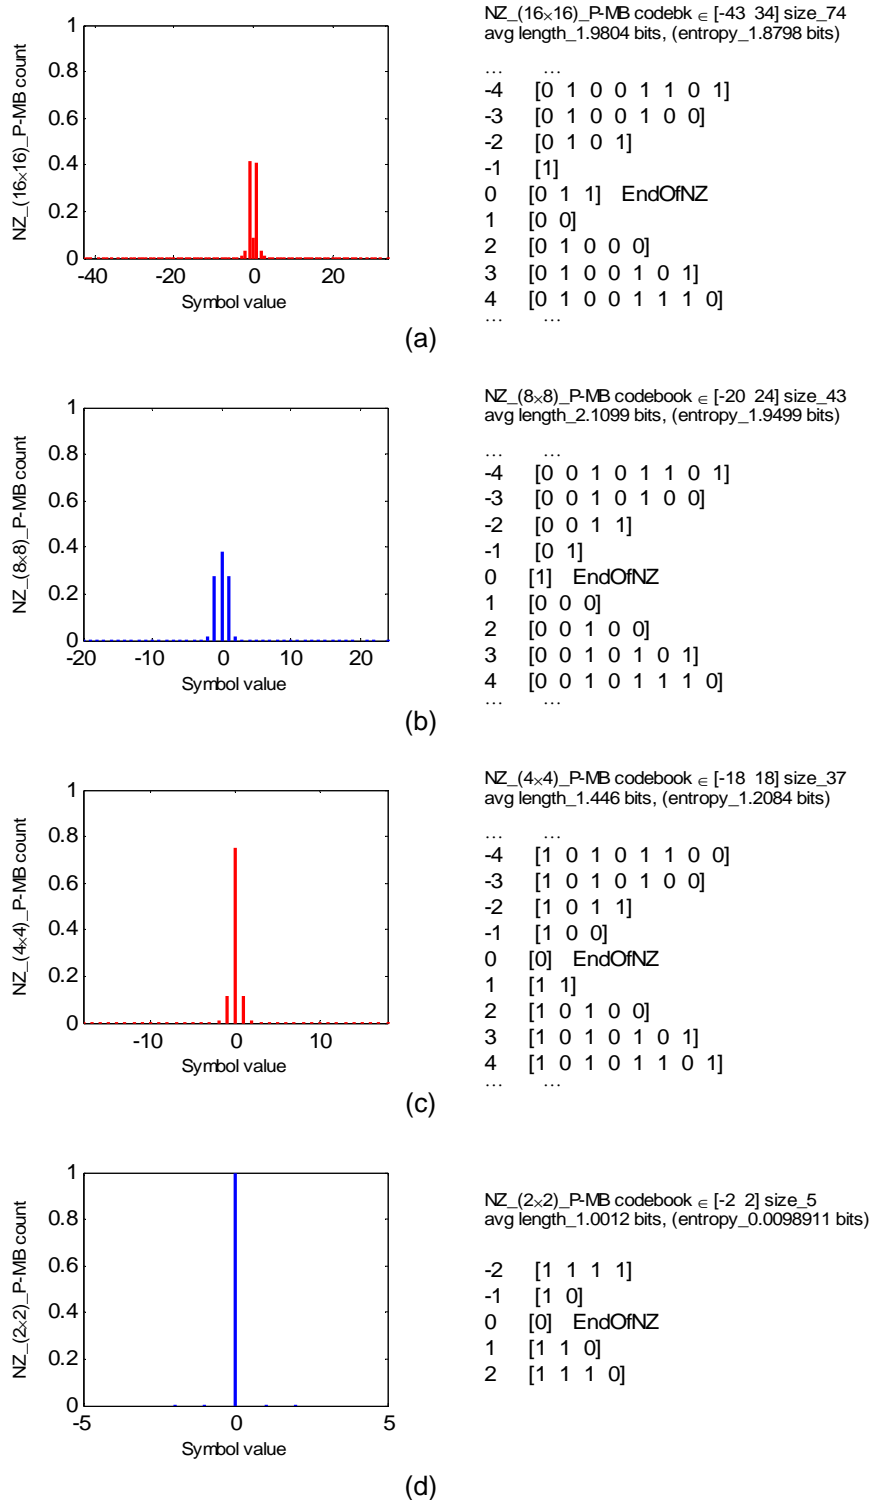 NZ_(16×16)_P-MB count
1
0.8
0.6
0.4
0.2
0
-40 -20 0 20
Symbol value
NZ_(16×16)_P-MB codebk ∈ [-43 34] size_74
avg length_1.9804 bits, (entropy_1.8798 bits)
... ...
-4 [0 1 0 0 1 1 0 1]
-3 [0 1 0 0 1 0 0]
-2 [0 1 0 1]
-1 [1]
0 [0 1 1] EndOfNZ
1 [0 0]
2 [0 1 0 0 0]
3 [0 1 0 0 1 0 1]
4 [0 1 0 0 1 1 1 0]
... ...
(a)
NZ_(8×8)_P-MB count
1
0.8
0.6
0.4
0.2
0
-20 -10 0 10 20
Symbol value
NZ_(8×8)_P-MB codebook ∈ [-20 24] size_43
avg length_2.1099 bits, (entropy_1.9499 bits)
... ...
-4 [0 0 1 0 1 1 0 1]
-3 [0 0 1 0 1 0 0]
-2 [0 0 1 1]
-1 [0 1]
0 [1] EndOfNZ
1 [0 0 0]
2 [0 0 1 0 0]
3 [0 0 1 0 1 0 1]
4 [0 0 1 0 1 1 1 0]
... ...
(b)
NZ_(4×4)_P-MB count
1
0.8
0.6
0.4
0.2
0
-10 0 10
Symbol value
NZ_(4×4)_P-MB codebook ∈ [-18 18] size_37
avg length_1.446 bits, (entropy_1.2084 bits)
... ...
-4 [1 0 1 0 1 1 0 0]
-3 [1 0 1 0 1 0 0]
-2 [1 0 1 1]
-1 [1 0 0]
0 [0] EndOfNZ
1 [1 1]
2 [1 0 1 0 0]
3 [1 0 1 0 1 0 1]
4 [1 0 1 0 1 1 0 1]
... ...
(c)
NZ_(2×2)_P-MB count
1
0.8
0.6
0.4
0.2
0
-5 0 5
Symbol value
NZ_(2×2)_P-MB codebook ∈ [-2 2] size_5
avg length_1.0012 bits, (entropy_0.0098911 bits)
-2 [1 1 1 1]
-1 [1 0]
0 [0] EndOfNZ
1 [1 1 0]
2 [1 1 1 0]
(d)